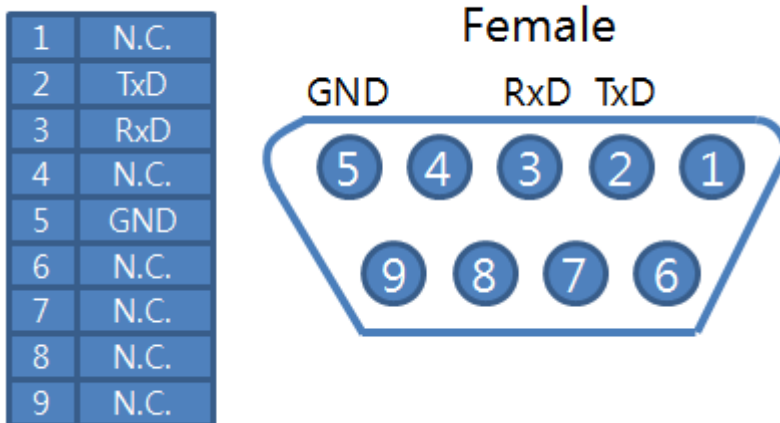 1 N.C.
2 TxD
3 RxD
4 N.C.
5 GND
6 N.C.
7 N.C.
8 N.C.
9 N.C.
Female
GND RxD TxD
5 4 3 2 1
9 8 7 6